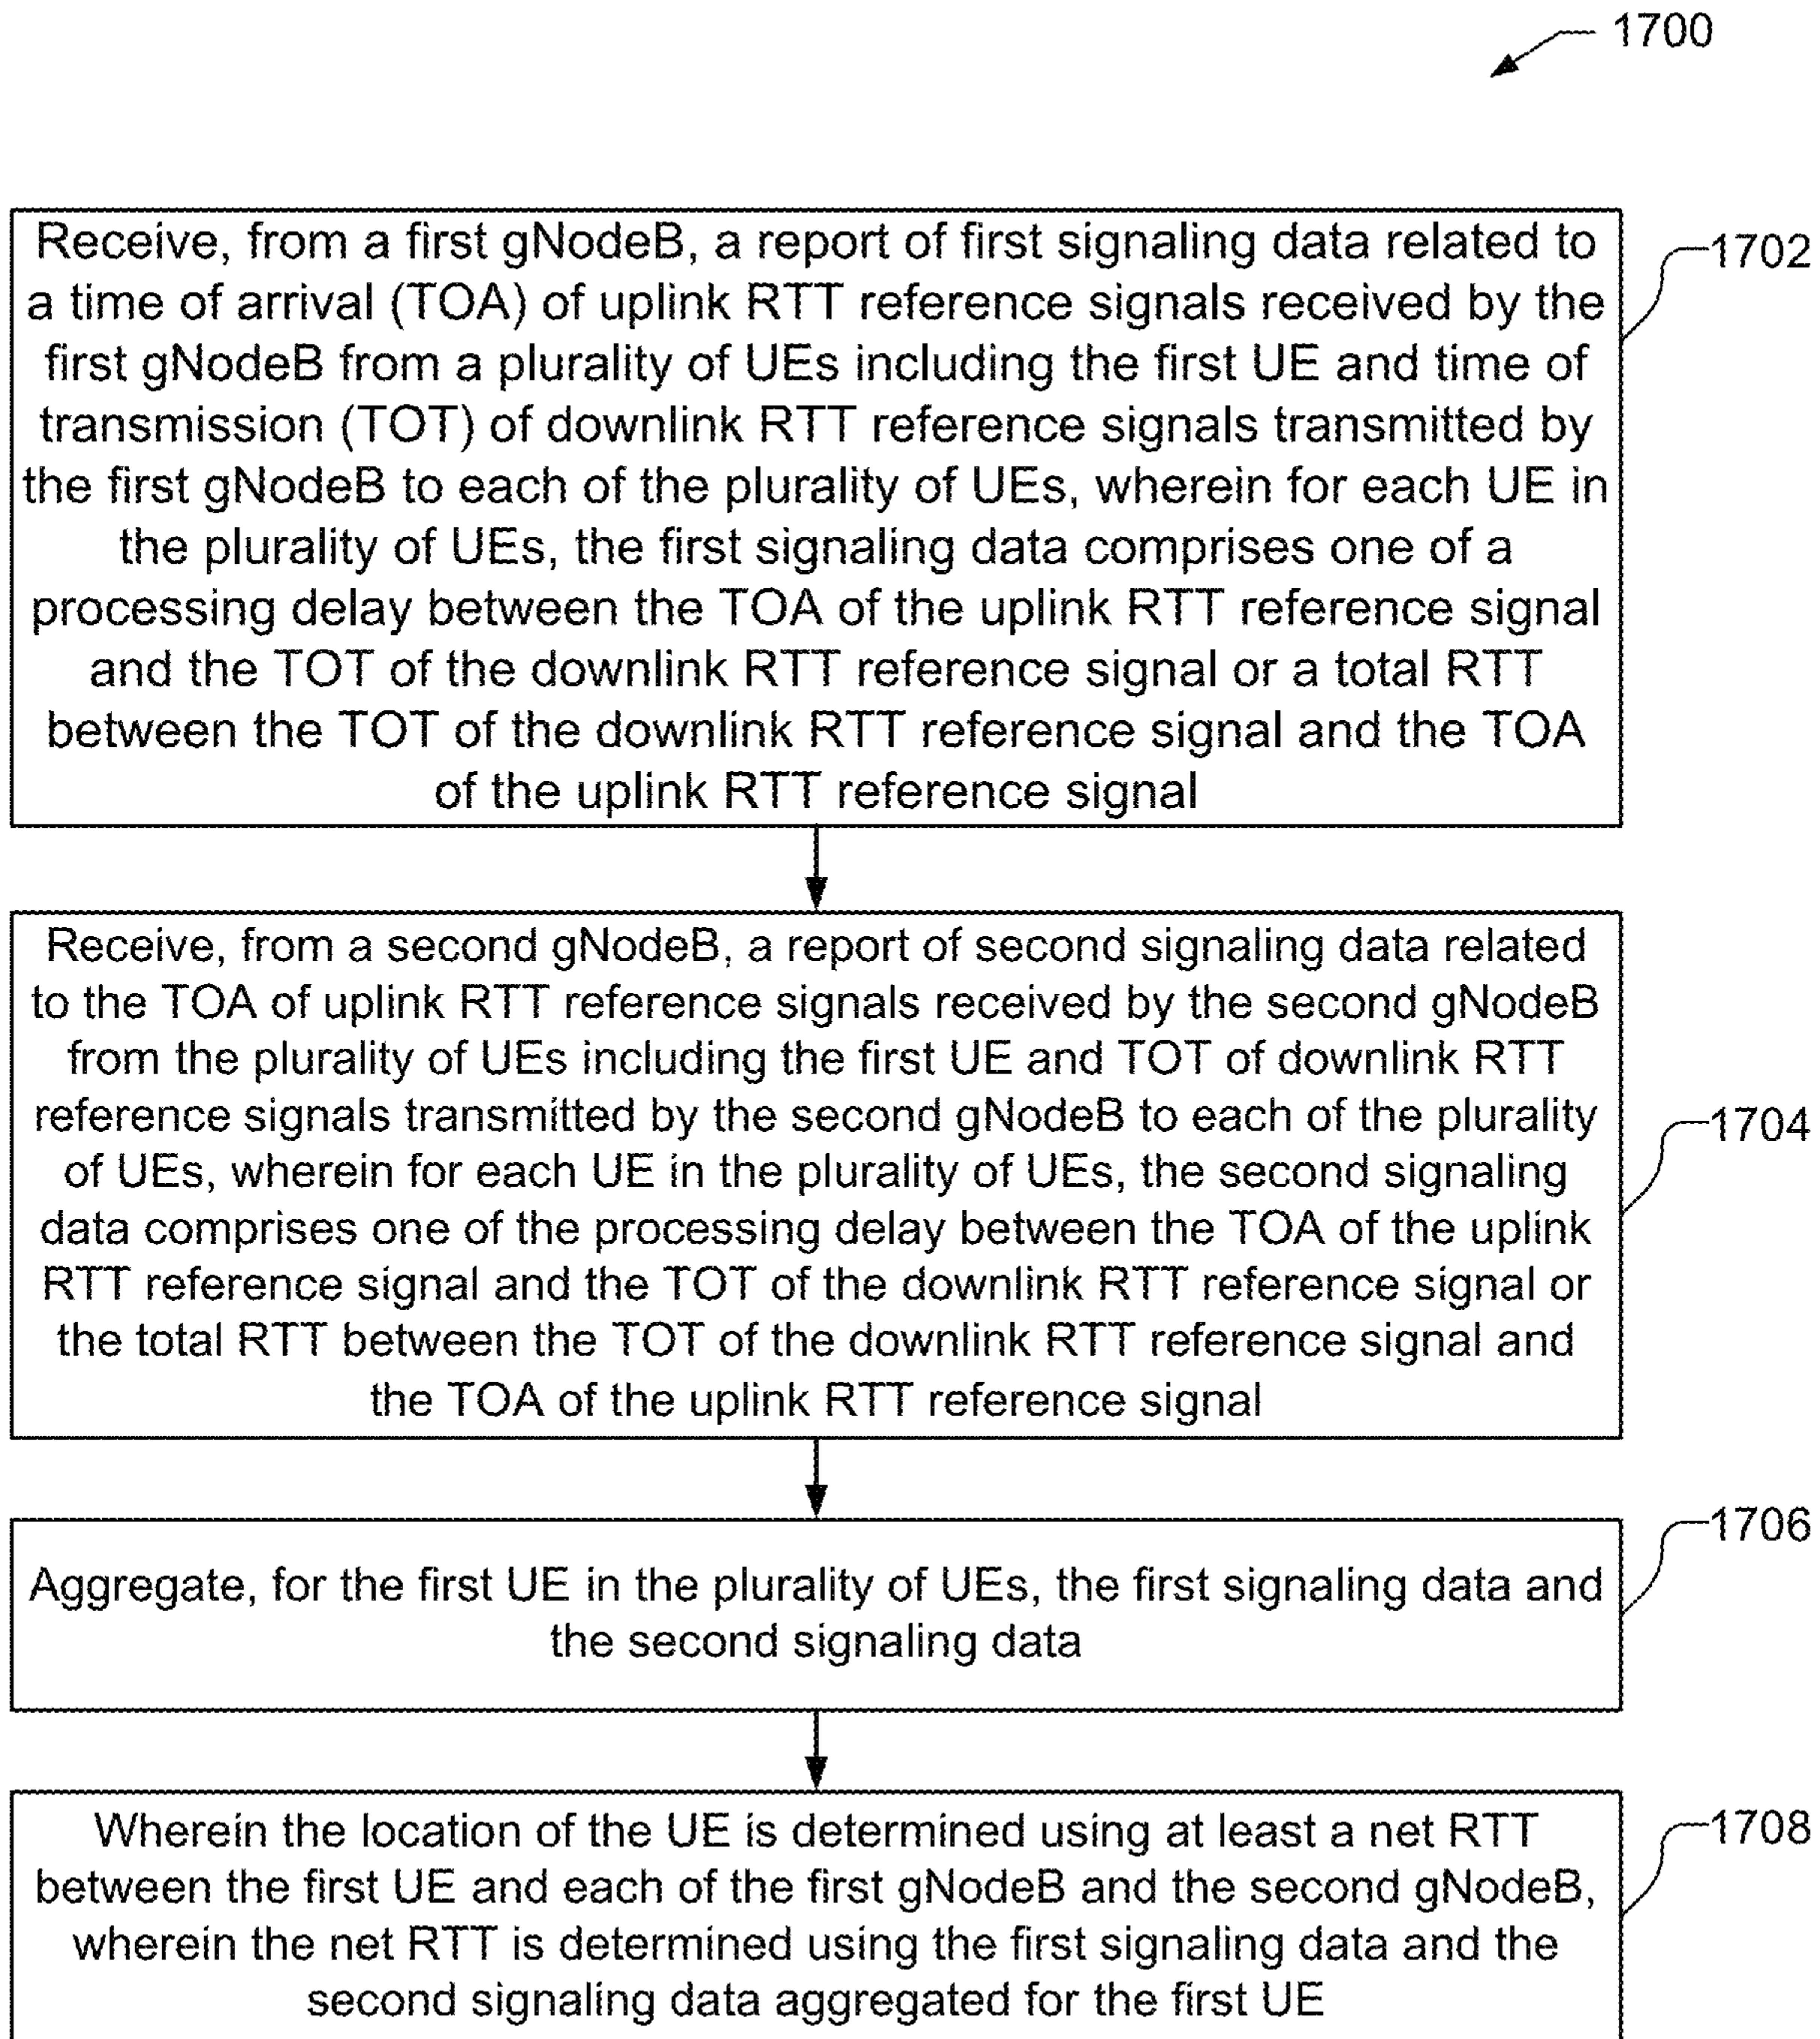 1700
Receive, from a first gNodeB, a report of first signaling data related to
a time of arrival (TOA) of uplink RTT reference signals received by the
first gNodeB from a plurality of UEs including the first UE and time of
transmission (TOT) of downlink RTT reference signals transmitted by
the first gNodeB to each of the plurality of UEs, wherein for each UE in
the plurality of UEs, the first signaling data comprises one of a
processing delay between the TOA of the uplink RTT reference signal
and the TOT of the downlink RTT reference signal or a total RTT
between the TOT of the downlink RTT reference signal and the TOA
of the uplink RTT reference signal
1702
Receive, from a second gNodeB, a report of second signaling data related
to the TOA of uplink RTT reference signals received by the second gNodeB
from the plurality of UEs including the first UE and TOT of downlink RTT
reference signals transmitted by the second gNodeB to each of the plurality
of UEs, wherein for each UE in the plurality of UEs, the second signaling
data comprises one of the processing delay between the TOA of the uplink
RTT reference signal and the TOT of the downlink RTT reference signal or
the total RTT between the TOT of the downlink RTT reference signal and
the TOA of the uplink RTT reference signal
1704
Aggregate, for the first UE in the plurality of UEs, the first signaling data and
the second signaling data
1706
Wherein the location of the UE is determined using at least a net RTT
between the first UE and each of the first gNodeB and the second gNodeB,
wherein the net RTT is determined using the first signaling data and the
second signaling data aggregated for the first UE
1708